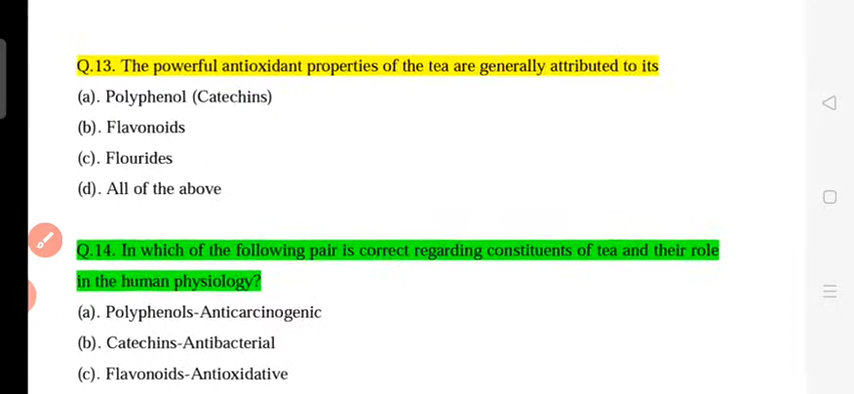 Q.13. The powerful antioxidant properties of the tea are generally attributed to its
(a). Polyphenol (Catechins)
(b). Flavonoids
(c). Flourides
(d). All of the above
Q.14. In which of the following pair is correct regarding constituents of tea and their role
in the human physiology?
(a). Polyphenols-Anticarcinogenic
(b). Catechins-Antibacterial
(c). Flavonoids-Antioxidative